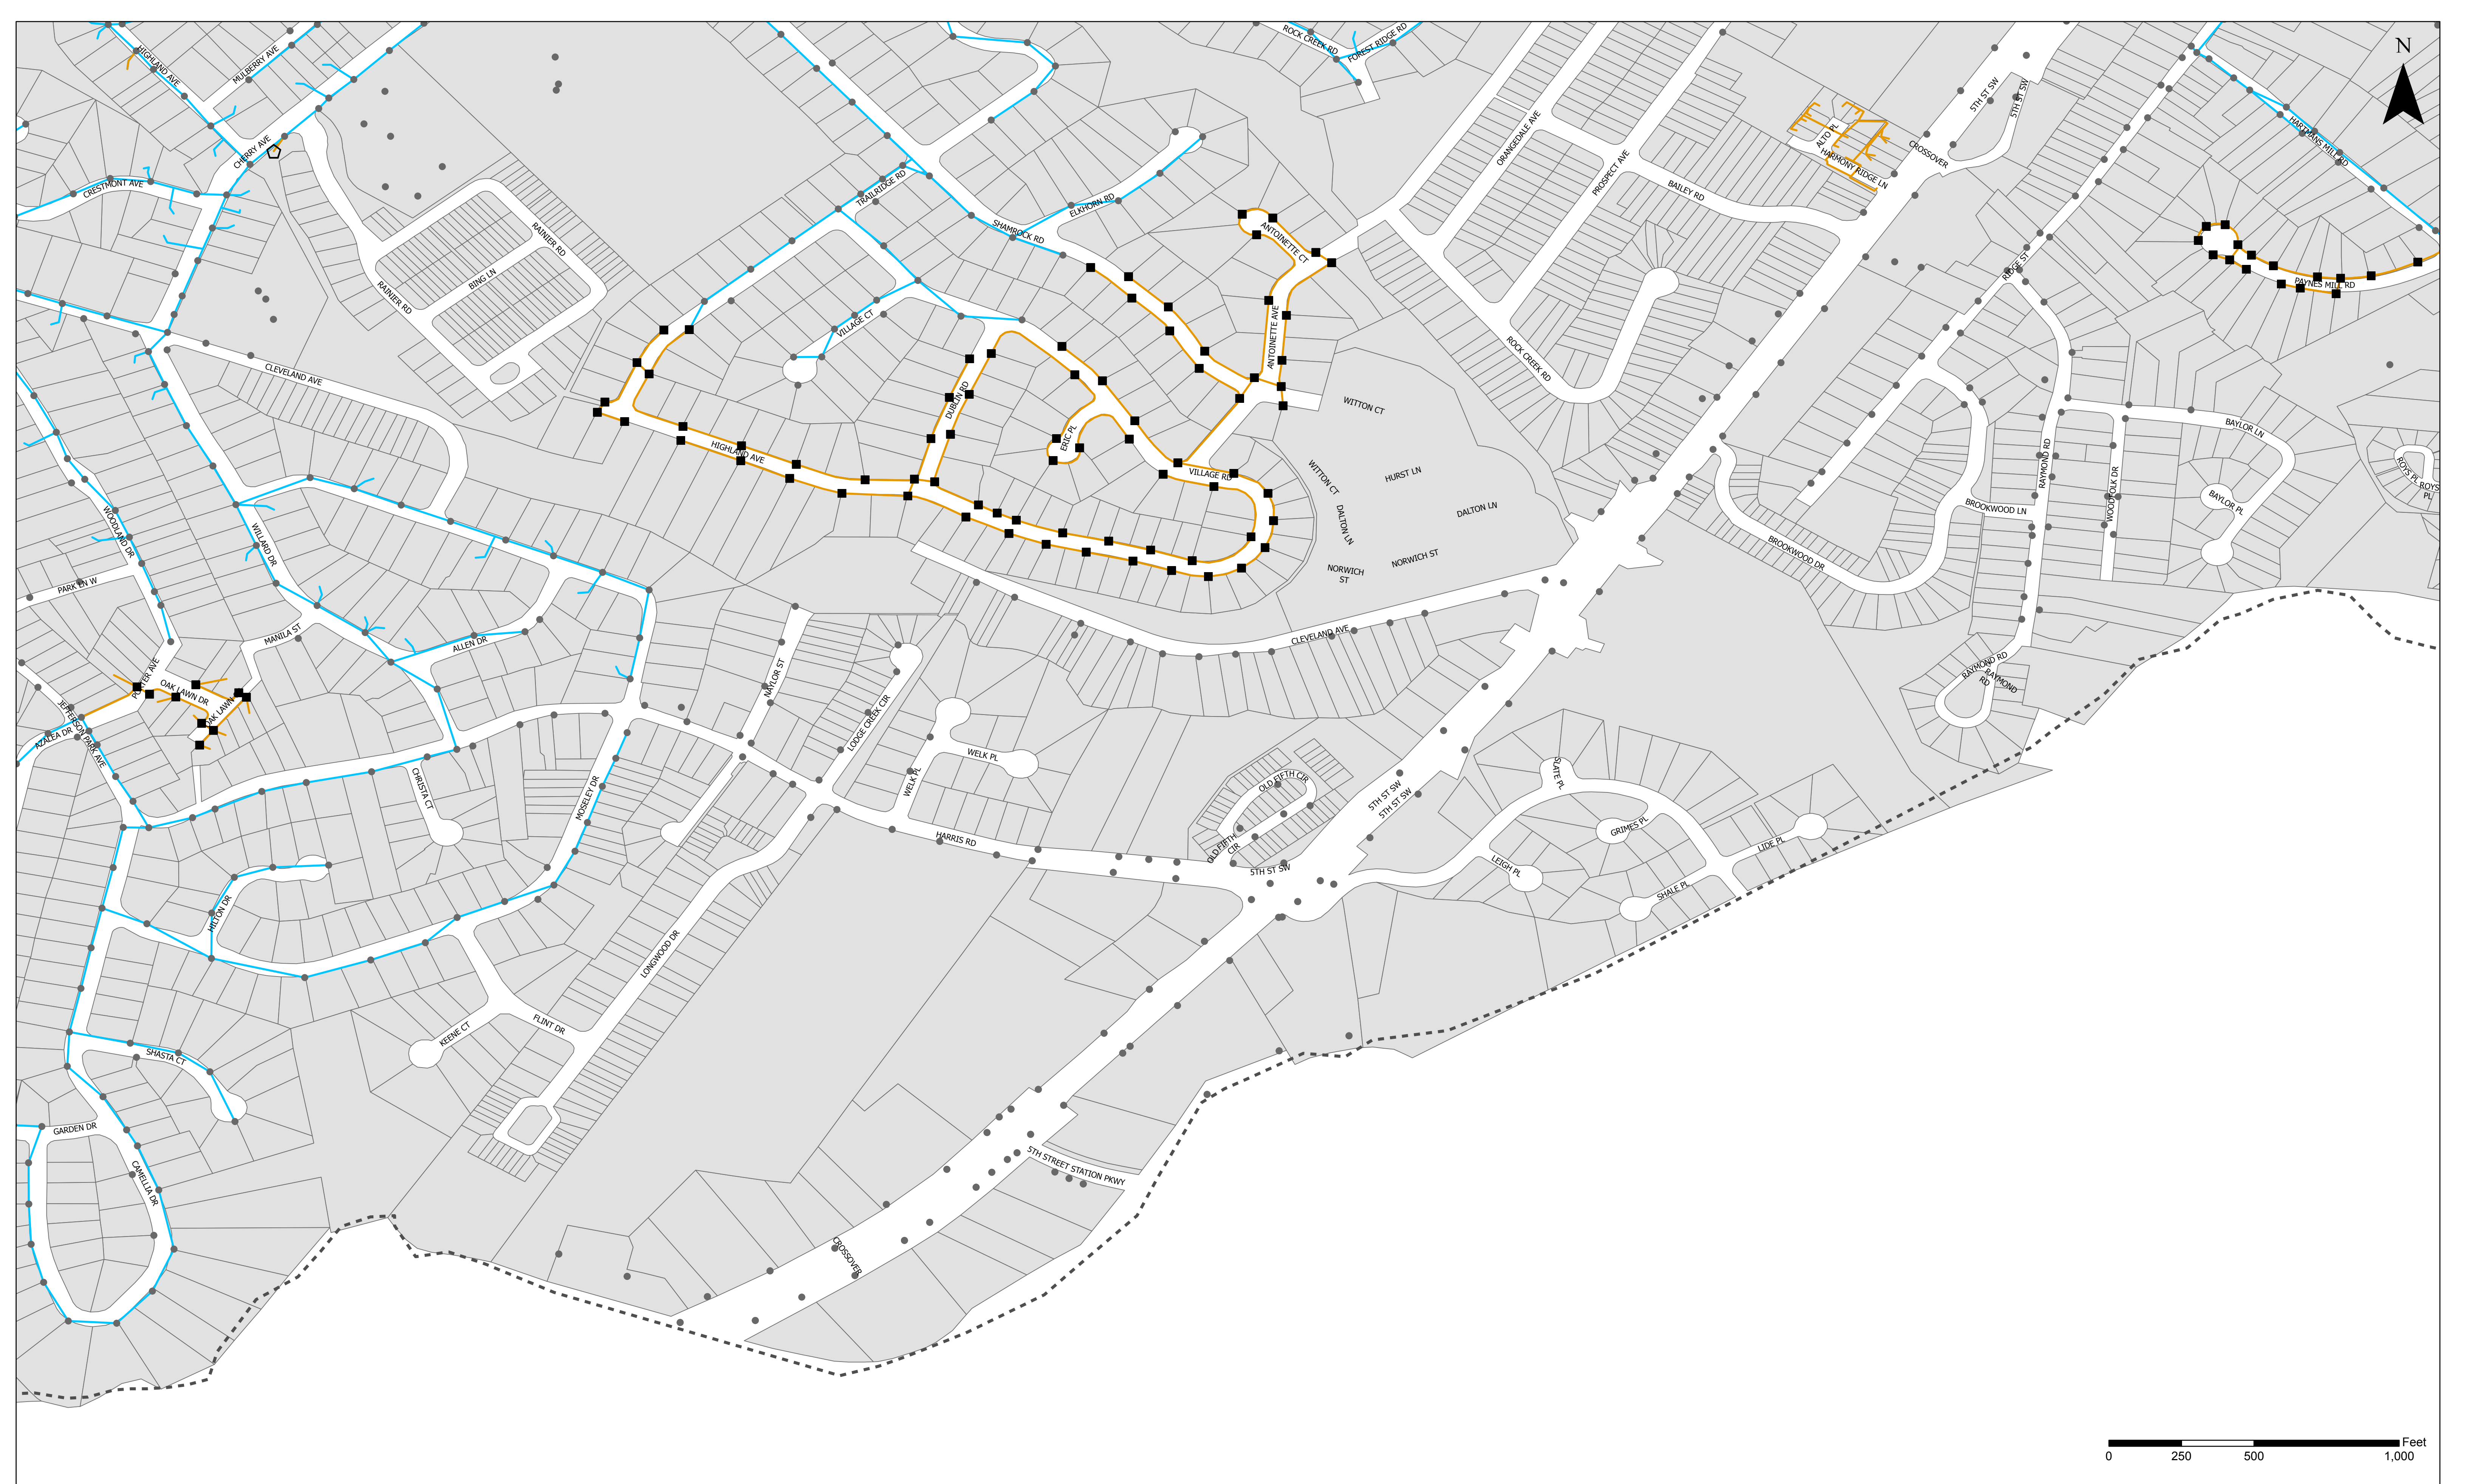 ROCK CREEK RD
FOREST RIDGE RD
N
HIGHLAND AVE
MULBERRY AVE
5TH ST SW
5TH ST SW
ORANGEDALE AVE
ALTO PL
HARTMANS MILL RD
CHERRY AVE
CROSSOVER
HARMONY RIDGE LN
PROSPECT AVE
CRESTMONT AVE
TRAILRIDGE RD
BAILEY RD
ELKHORN RD
SHAMROCK RD
RAINIER RD
ANTOINETTE CT
RIDGE ST
BING LN
PAYNES MILL RD
RAINIER RD
VILLAGE CT
ANTOINETTE AVE
ROCK CREEK RD
CLEVELAND AVE
DUBLIN RD
WITTON CT
ERIC PL
BAYLOR LN
HIGHLAND AVE
RAYMOND RD
ROYS PL
VILLAGE RD
WITTON CT
HURST LN
WOODFOLK DR
ROYS
PL
BAYLOR PL
DALTON LN
DALTON LN
BROOKWOOD LN
WOODLAND DR
WILLARD DR
BROOKWOOD DR
NORWICH ST
NORWICH
ST
PARK LN W
MANILA ST
CLEVELAND AVE
ALLEN DR
RAYMOND RD
RAYMOND
RD
PORTER AVE
NAYLOR ST
OAK LAWN DR
OAK LAWN
JEFFERSON PARK AVE
LODGE CREEK CIR
AZALEA DR
WELK PL
SLATE PL
OLD FIFTH CIR
WELK PL
CHRISTA CT
MOSELEY DR
5TH ST SW
5TH ST SW
GRIMES PL
HARRIS RD
LIDE PL
OLD FIFTH
CIR
5TH ST SW
LEIGH PL
SHALE PL
HILTON DR
LONGWOOD DR
FLINT DR
KEENE CT
SHASTA CT
GARDEN DR
5TH STREET STATION PKWY
CAMELLIA DR
CROSSOVER
Feet
0 250 500 1,000